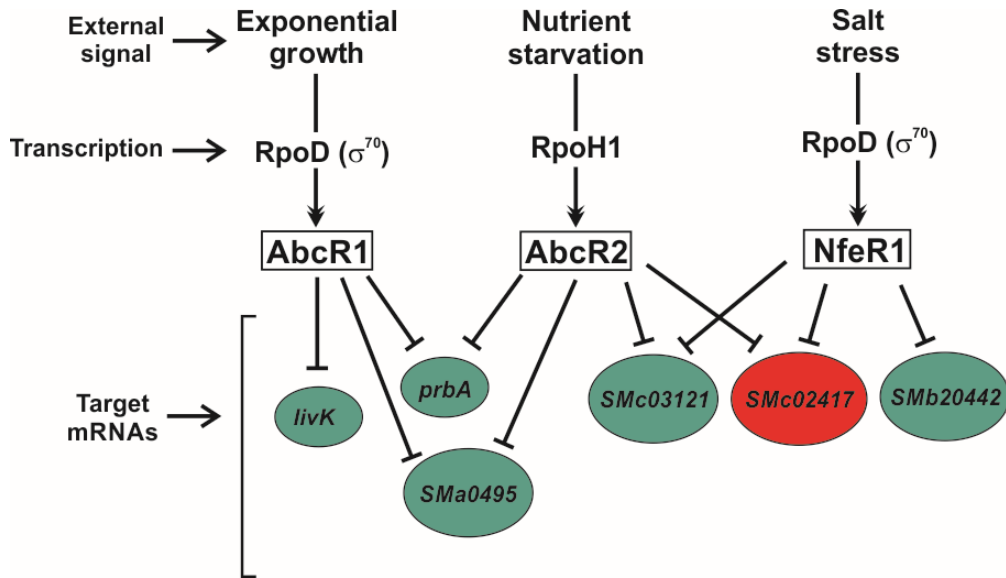 External
signal
Exponential
growth
Nutrient
starvation
Salt
stress
Transcription
RpoD (σ70)
RpoH1
RpoD (σ70)
AbcR1
AbcR2
NfeR1
Target
mRNAs
livK
prbA
SMa0495
SMc03121
SMc02417
SMb20442